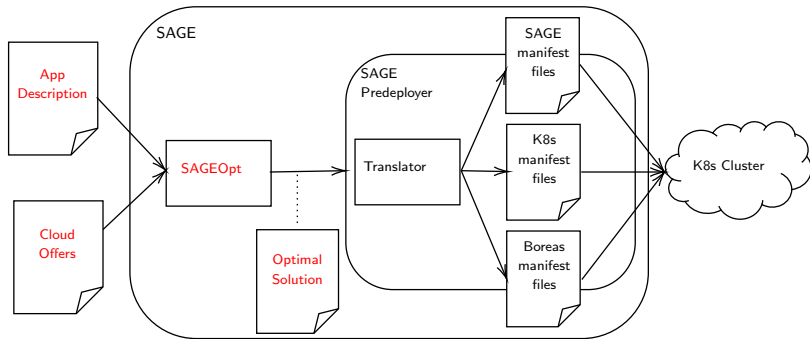 SAGE
App
Description
Cloud
Offers
SAGEOpt
Optimal
Solution
SAGE
Predeployer
Translator
SAGE
manifest
files
K8s
manifest
files
Boreas
manifest
files
K8s Cluster